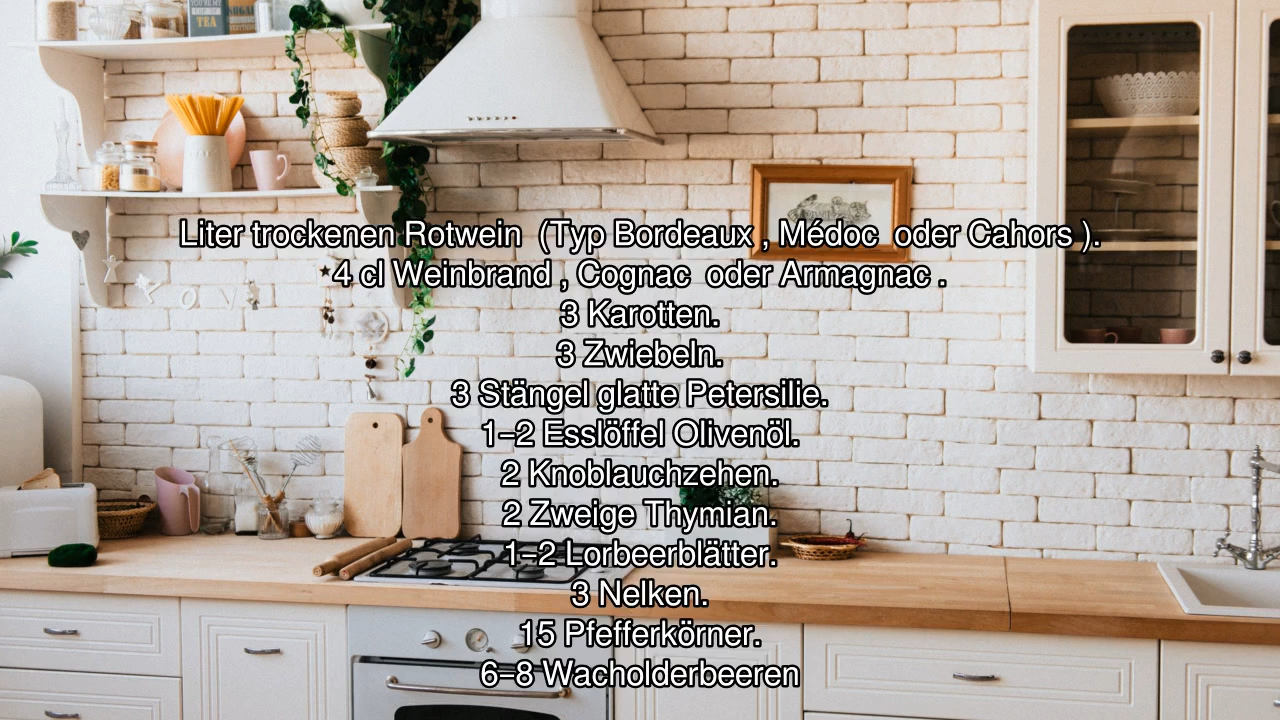 Liter trockenen Rotwein  (Typ Bordeaux , Médoc  oder Cahors ).
4 cl Weinbrand , Cognac  oder Armagnac .
3 Karotten.
3 Zwiebeln.
3 Stängel glatte Petersilie.
1–2 Esslöffel Olivenöl.
2 Knoblauchzehen.
2 Zweige Thymian.
1–2 Lorbeerblätter.
3 Nelken.
15 Pfefferkörner.
6–8 Wacholderbeeren